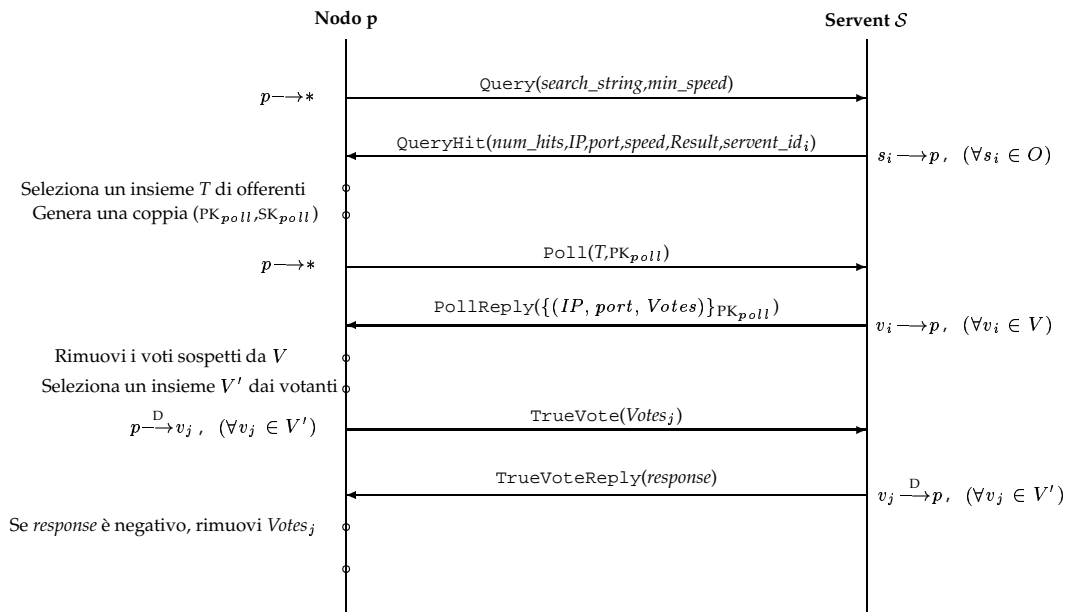 Nodo p
Servent 𝒮
Query(search_string,min_speed)
p⟶*
QueryHit(num_hits,IP,port,speed,Result,servent_id_i)
s_i⟶p, (∀s_i ∈ O)
Seleziona un insieme T di offerenti
Genera una coppia (PK_poll,SK_poll)
Poll(T,PK_poll)
p⟶*
PollReply({(IP, port, Votes)}_PK_poll)
v_i⟶p, (∀v_i ∈ V)
Rimuovi i voti sospetti da V
Seleziona un insieme V′ dai votanti
p—D→v_j , (∀v_j ∈ V′)
TrueVote(Votes_j)
TrueVoteReply(response)
v_j—D→p, (∀v_j ∈ V′)
Se response è negativo, rimuovi Votes_j